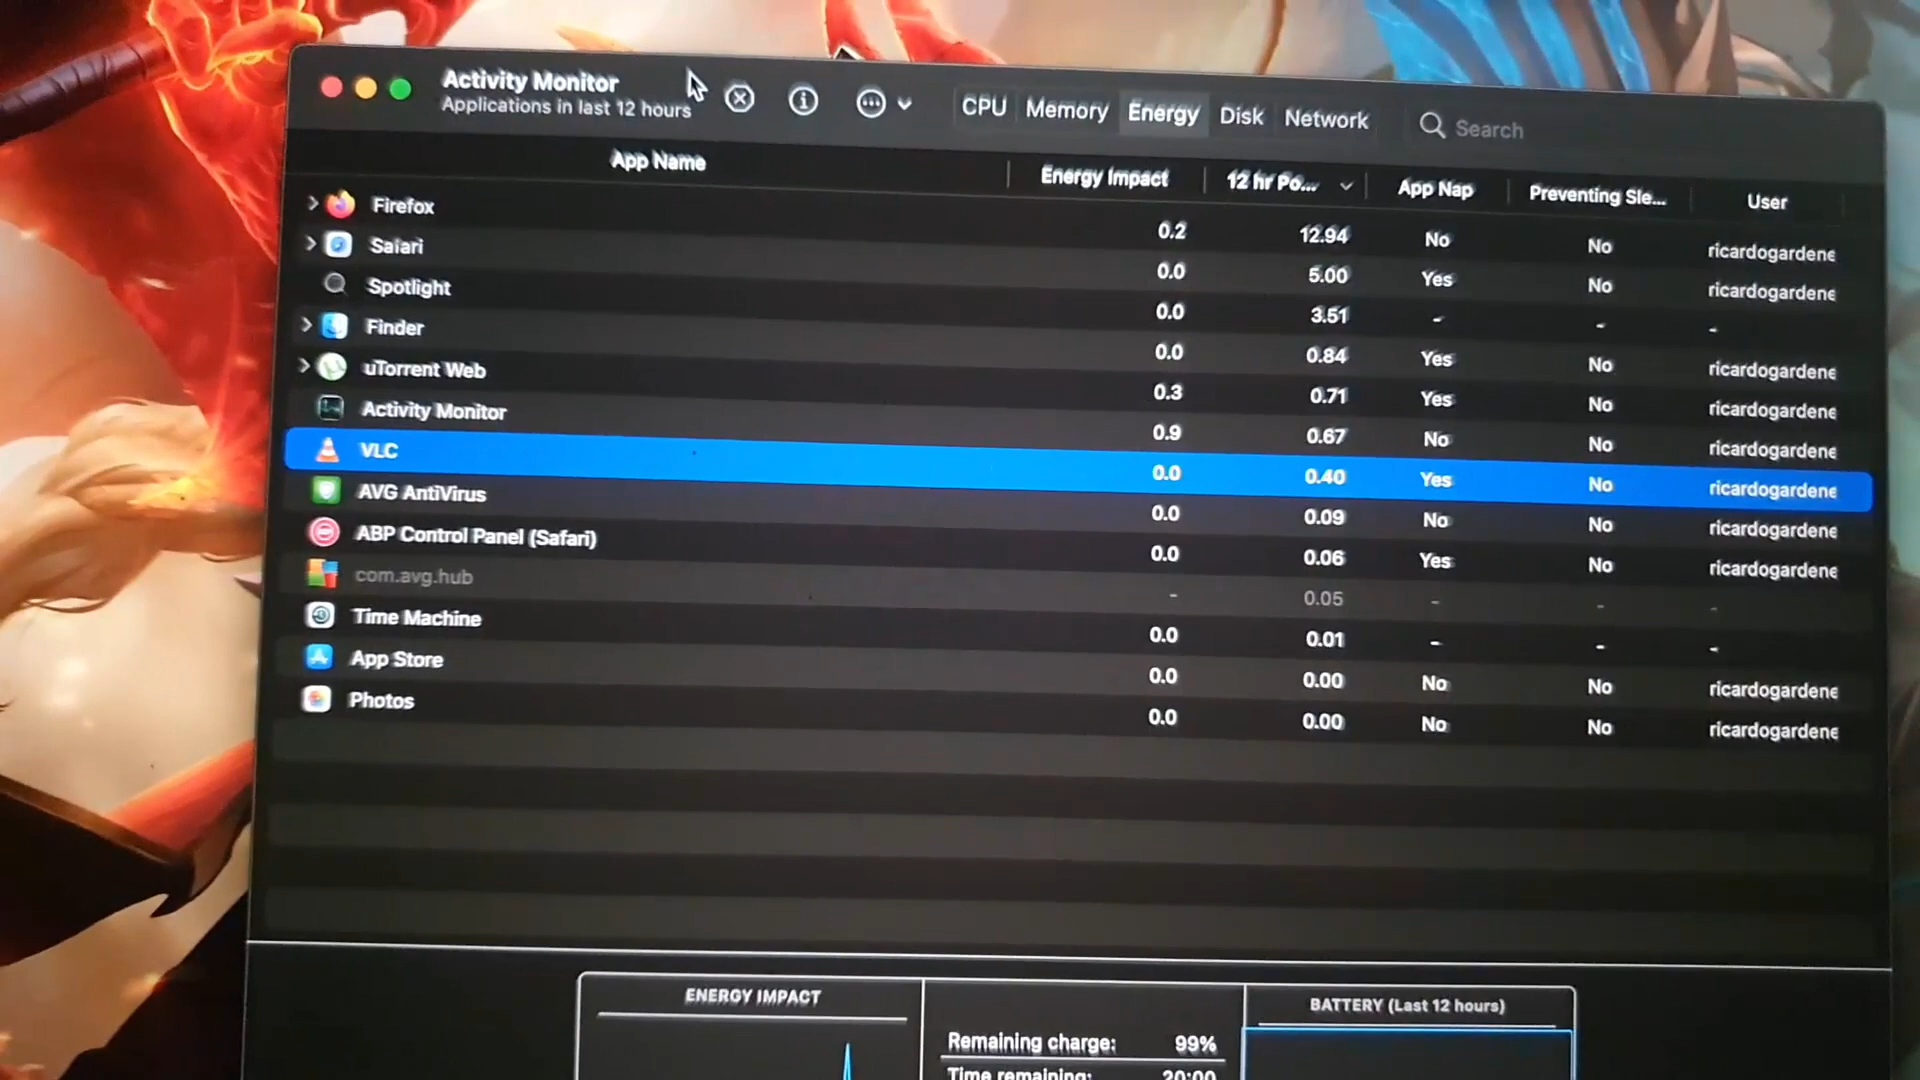 Activity Monitor
Applications in last 12 hours
CPU Memory Energy Disk Network
Search
App Name Energy Impact 12 hr Po... App Nap Preventing Sle... User
Firefox 0.2 12.94 No No ricardogardene
Safari 0.0 5.00 Yes No ricardogardene
Spotlight 0.0 3.51 - - -
Finder 0.0 0.84 Yes No ricardogardene
uTorrent Web 0.3 0.71 Yes No ricardogardene
Activity Monitor 0.9 0.67 No No ricardogardene
VLC 0.0 0.40 Yes No ricardogardene
AVG AntiVirus 0.0 0.09 No No ricardogardene
ABP Control Panel (Safari) 0.0 0.06 Yes No ricardogardene
com.avg.hub - 0.05 - - -
Time Machine 0.0 0.01 - - -
App Store 0.0 0.00 No No ricardogardene
Photos 0.0 0.00 No No ricardogardene
ENERGY IMPACT
Remaining charge: 99%
Time remaining: 20:00
BATTERY (Last 12 hours)